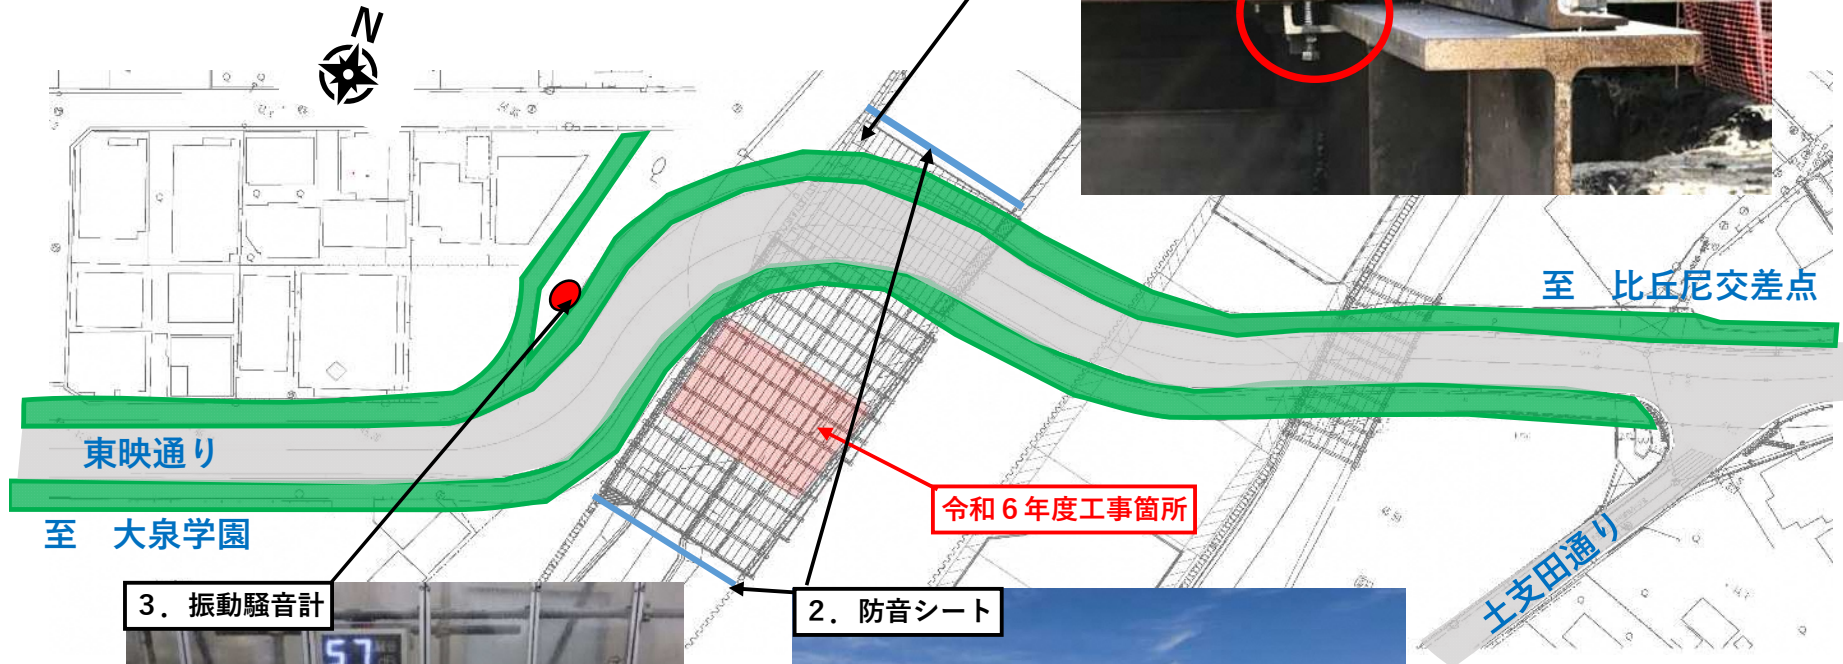 N
至 比丘尼交差点
東映通り
令和６年度工事箇所
至 大泉学園
土支田通り
３．振動騒音計
２．防音シート
57